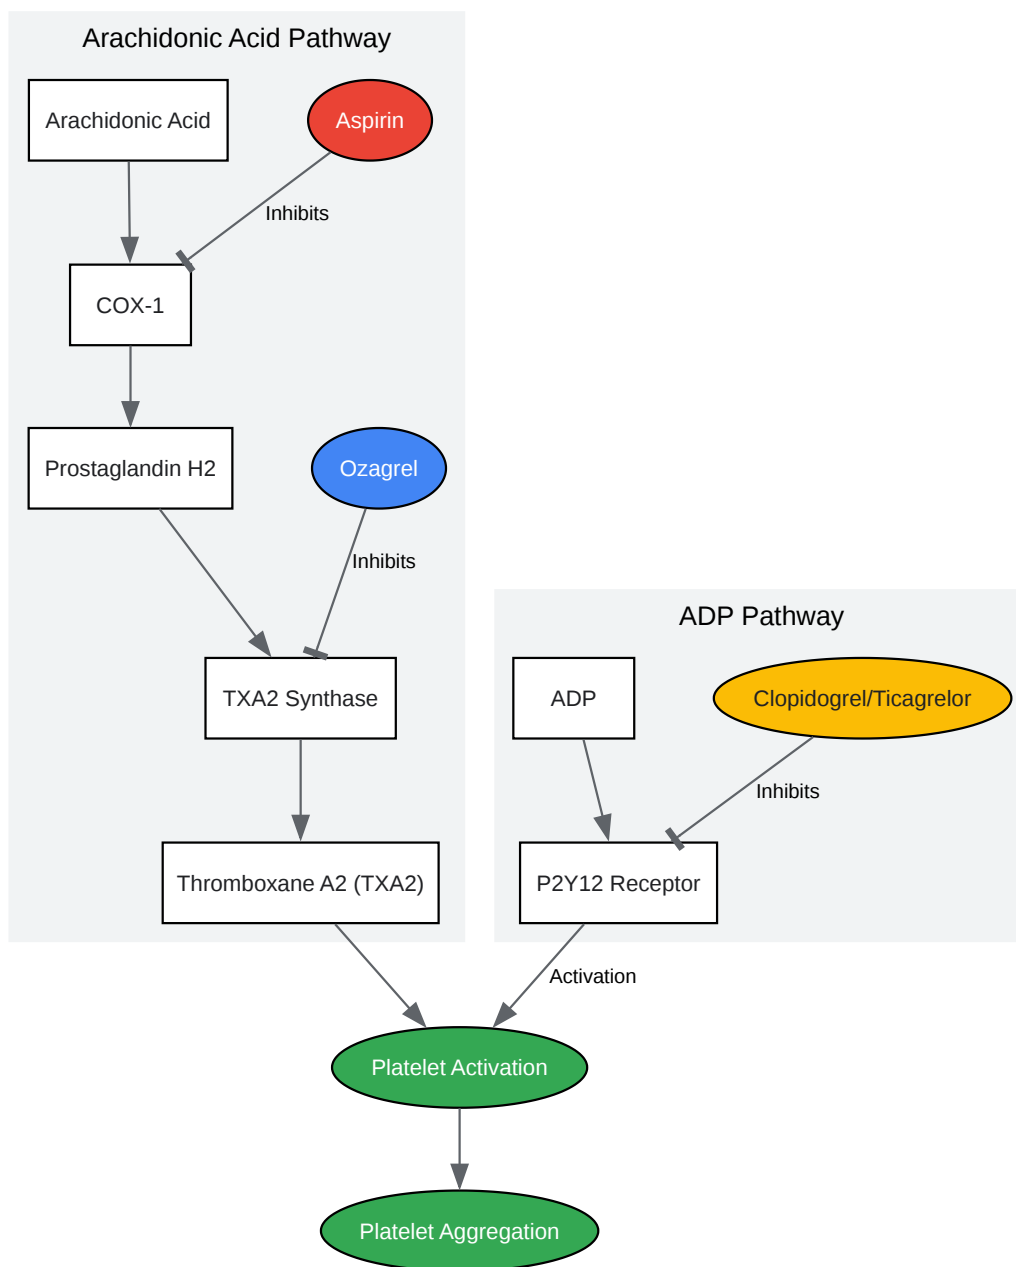 Arachidonic Acid Pathway
Arachidonic Acid
Aspirin
Inhibits
COX-1
Prostaglandin H2
Ozagrel
Inhibits
TXA2 Synthase
Thromboxane A2 (TXA2)
ADP Pathway
ADP
Clopidogrel/Ticagrelor
Inhibits
P2Y12 Receptor
Activation
Platelet Activation
Platelet Aggregation